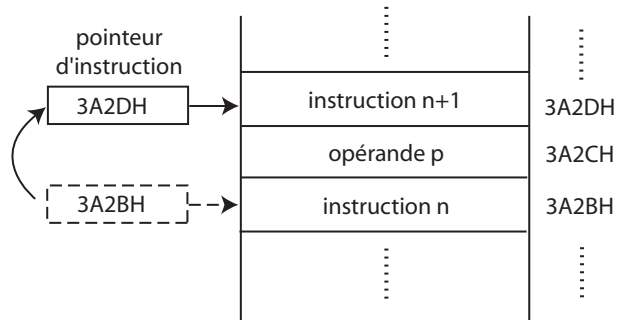 pointeur
d'instruction
3A2DH
instruction n+1
3A2DH
opérande p
3A2CH
3A2BH
instruction n
3A2BH